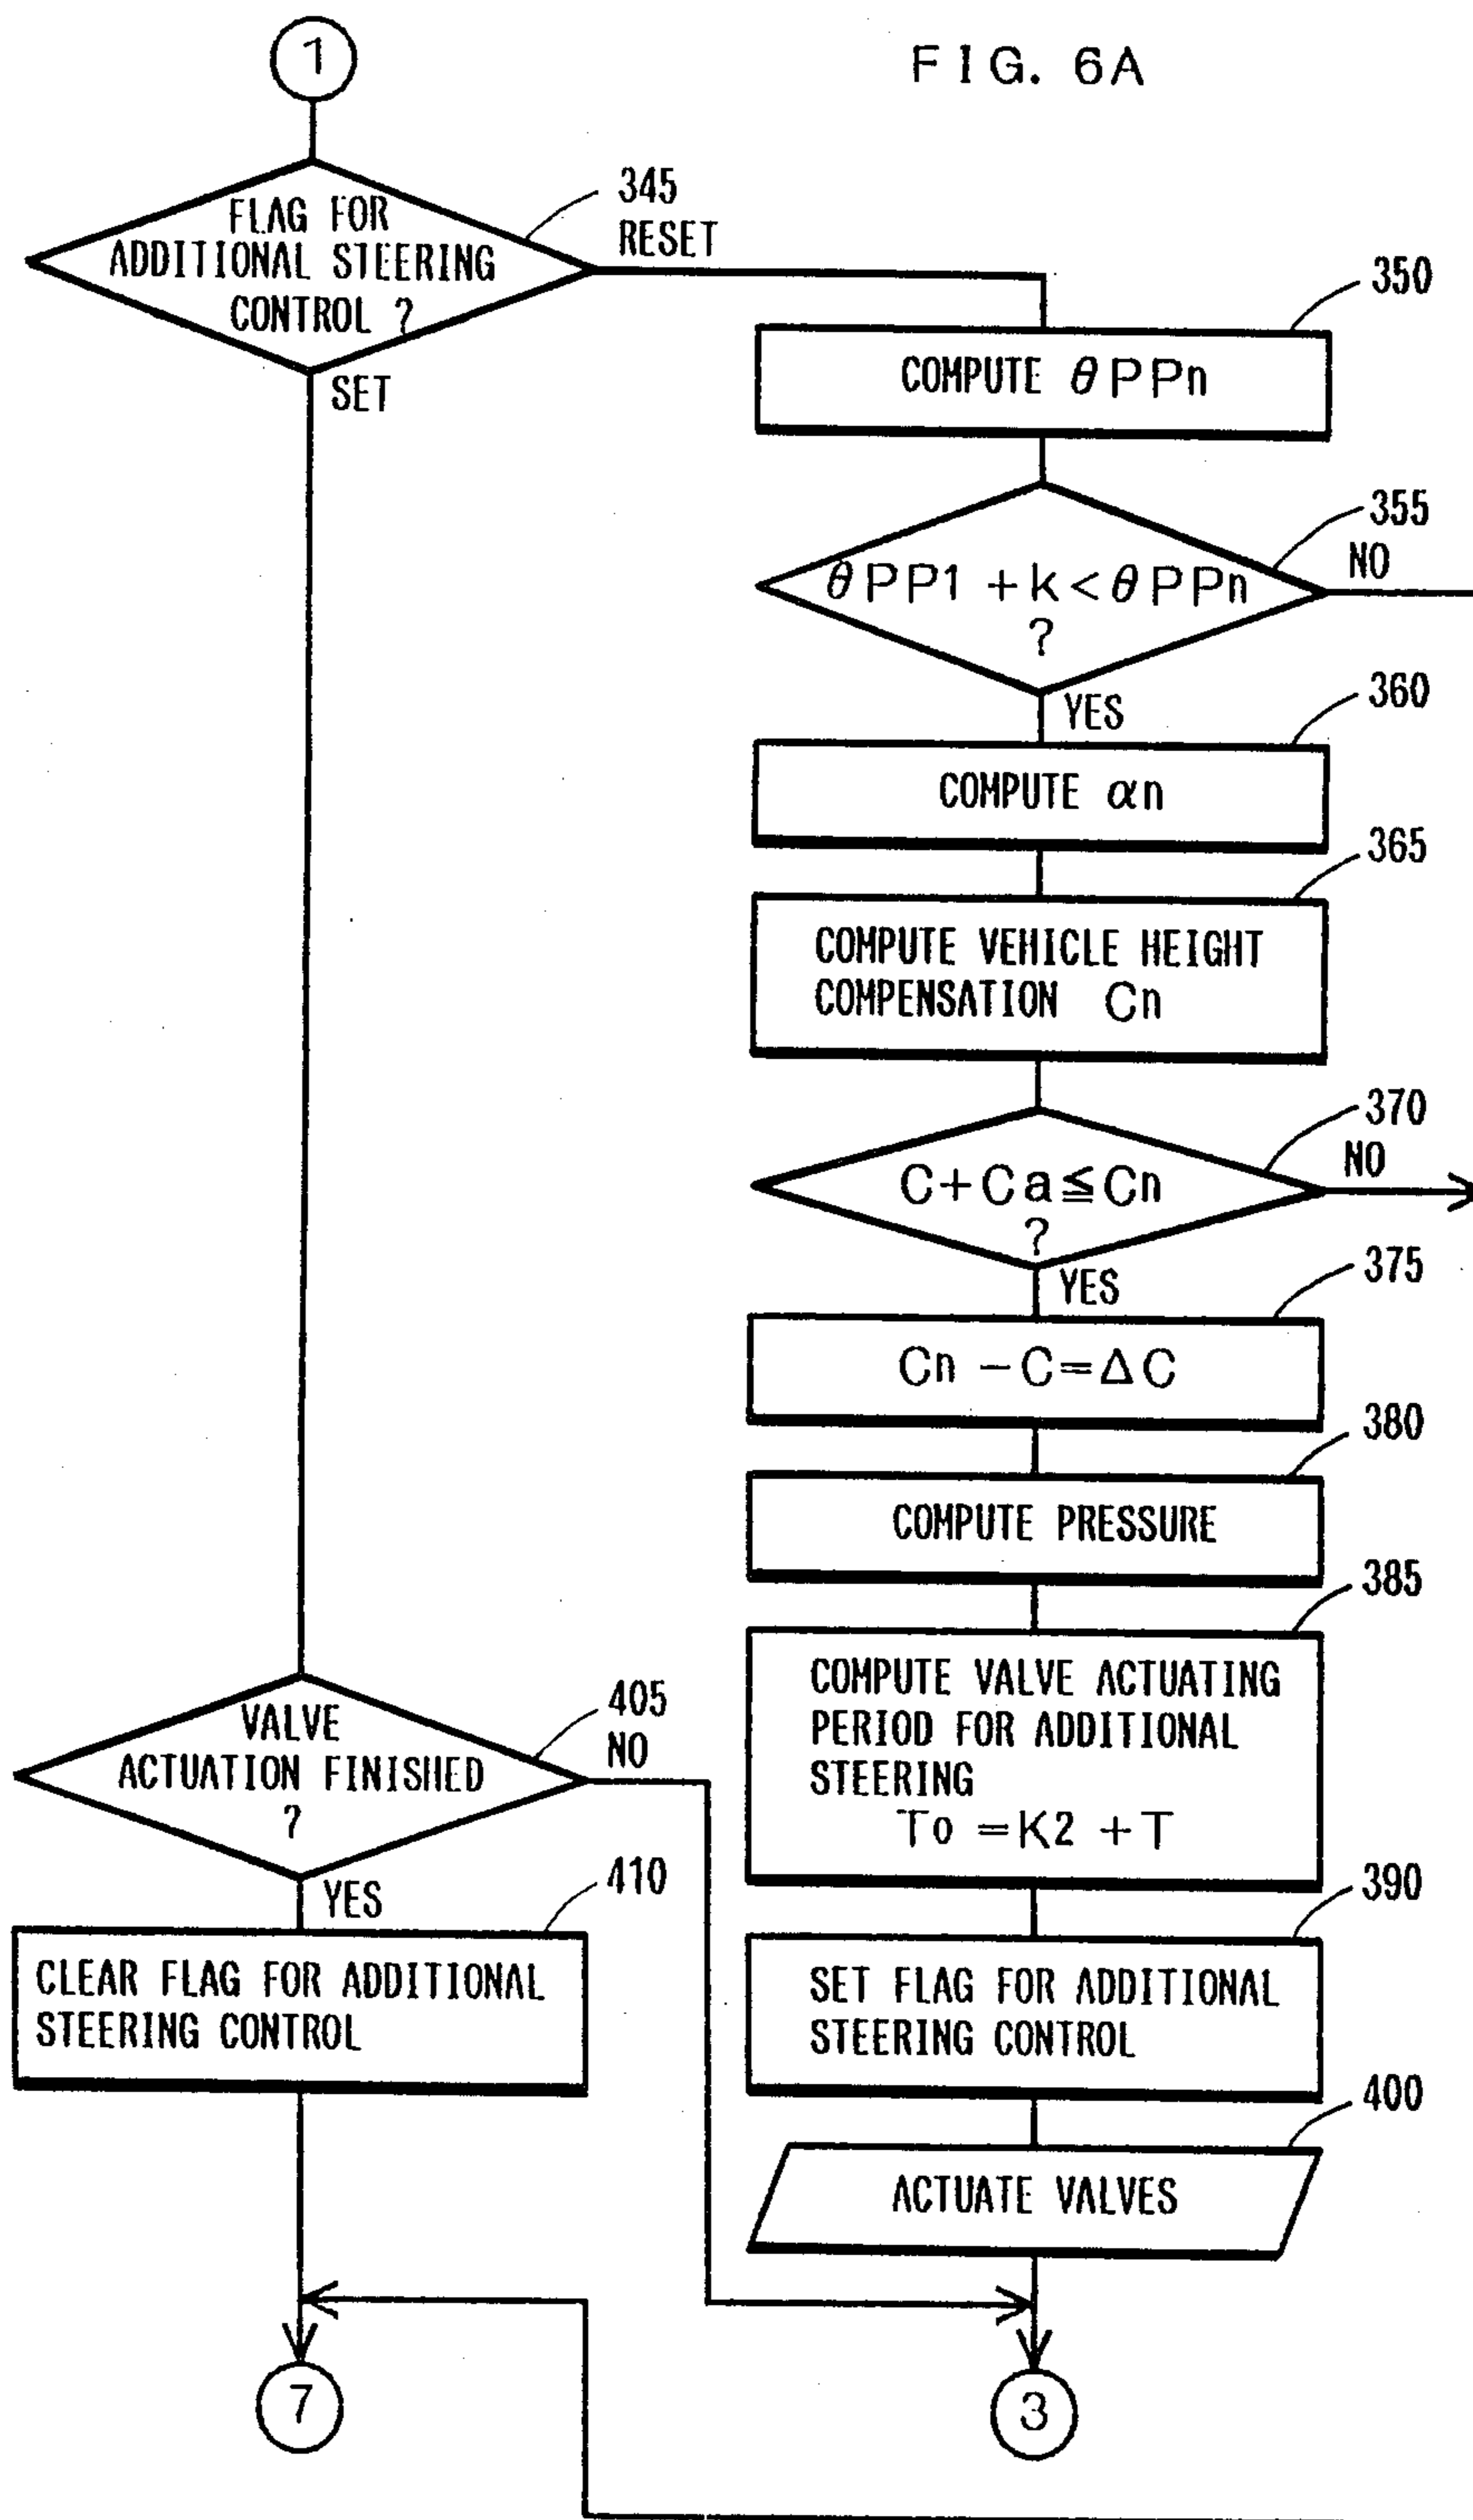 FIG. 6A
1
FLAG FOR
ADDITIONAL STEERING
CONTROL ?
345
RESET
SET
350
COMPUTE θPPn
355
NO
θPP1 +k<θPPn
?
YES
360
COMPUTE αn
365
COMPUTE VEHICLE HEIGHT
COMPENSATION Cn
370
NO
C+Ca≦Cn
?
YES
375
Cn −C=ΔC
380
COMPUTE PRESSURE
385
COMPUTE VALVE ACTUATING
PERIOD FOR ADDITIONAL
STEERING
To =K2 +T
390
SET FLAG FOR ADDITIONAL
STEERING CONTROL
400
ACTUATE VALVES
3
VALVE
ACTUATION FINISHED
?
405
NO
YES
410
CLEAR FLAG FOR ADDITIONAL
STEERING CONTROL
7